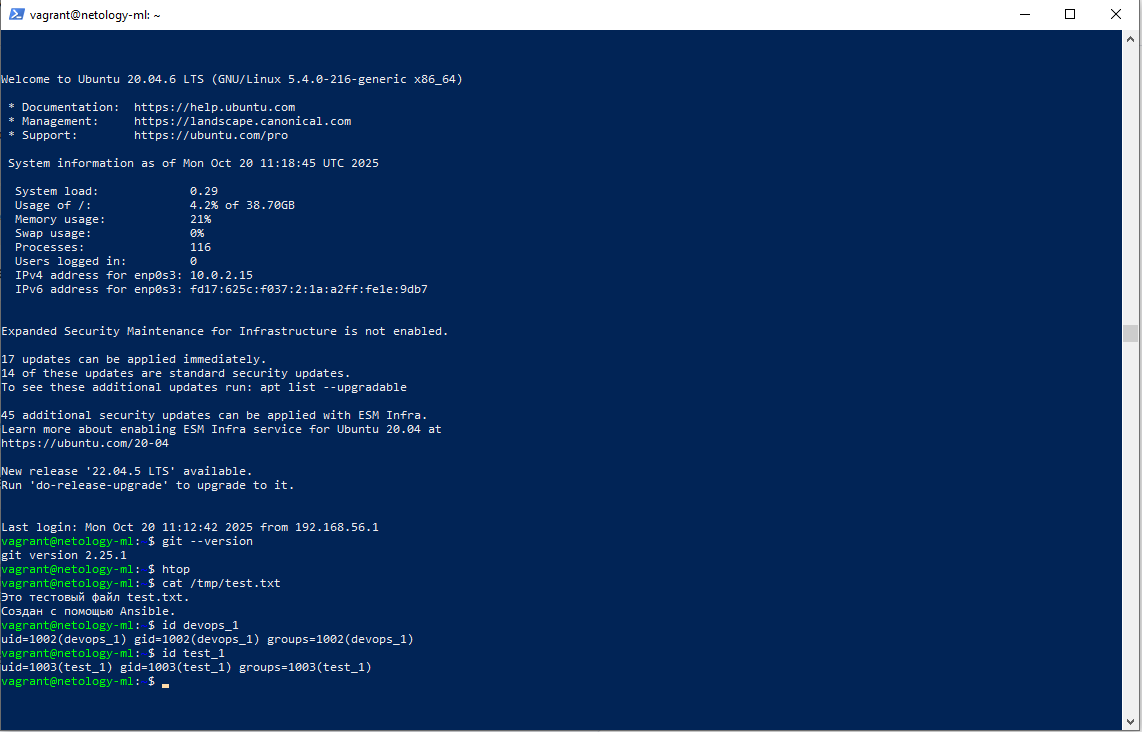 vagrant@netology-ml: ~
Welcome to Ubuntu 20.04.6 LTS (GNU/Linux 5.4.0-216-generic x86_64)
* Documentation:  https://help.ubuntu.com
* Management:     https://landscape.canonical.com
* Support:        https://ubuntu.com/pro
System information as of Mon Oct 20 11:18:45 UTC 2025
System load:             0.29
Usage of /:              4.2% of 38.70GB
Memory usage:            21%
Swap usage:              0%
Processes:               116
Users logged in:         0
IPv4 address for enp0s3: 10.0.2.15
IPv6 address for enp0s3: fd17:625c:f037:2:1a:a2ff:fe1e:9db7
Expanded Security Maintenance for Infrastructure is not enabled.
17 updates can be applied immediately.
14 of these updates are standard security updates.
To see these additional updates run: apt list --upgradable
45 additional security updates can be applied with ESM Infra.
Learn more about enabling ESM Infra service for Ubuntu 20.04 at
https://ubuntu.com/20-04
New release '22.04.5 LTS' available.
Run 'do-release-upgrade' to upgrade to it.
Last login: Mon Oct 20 11:12:42 2025 from 192.168.56.1
vagrant@netology-ml: $ git --version
git version 2.25.1
vagrant@netology-ml: $ htop
vagrant@netology-ml: $ cat /tmp/test.txt
Это тестовый файл test.txt.
Создан с помощью Ansible.
vagrant@netology-ml: $ id devops_1
uid=1002(devops_1) gid=1002(devops_1) groups=1002(devops_1)
vagrant@netology-ml: $ id test_1
uid=1003(test_1) gid=1003(test_1) groups=1003(test_1)
vagrant@netology-ml: $